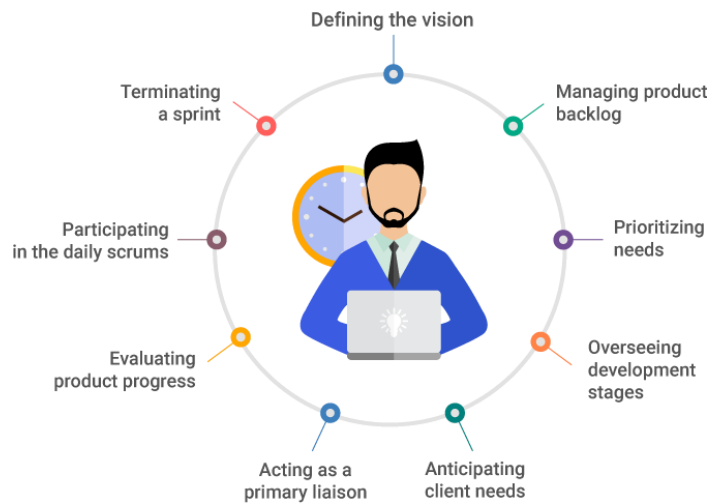 Defining the vision
Managing product
backlog
Prioritizing
needs
Overseeing
development
stages
Anticipating
client needs
Acting as a
primary liaison
Evaluating
product progress
Participating
in the daily scrums
Terminating
a sprint